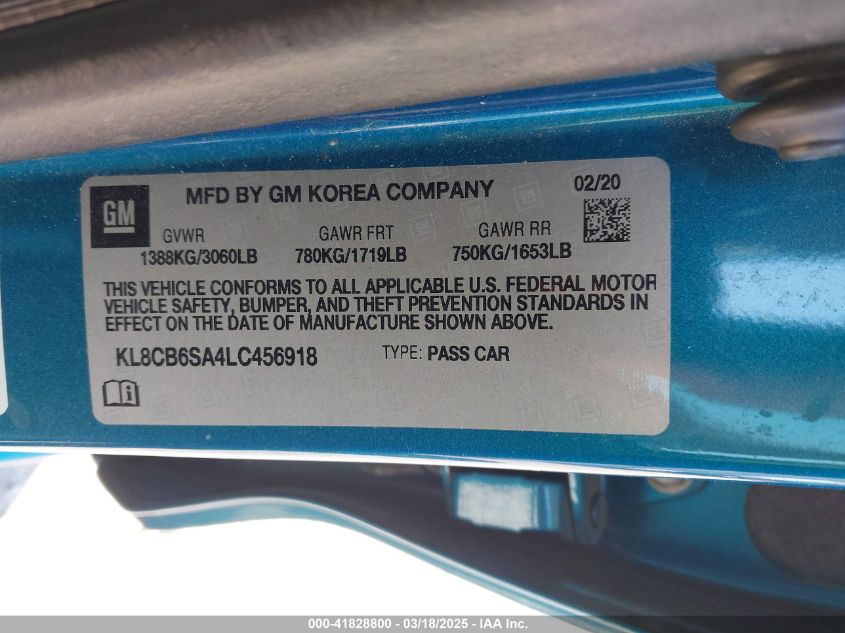 GM
MFD BY GM KOREA COMPANY 02/20
GVWR GAWR FRT GAWR RR
1388KG/3060LB 780KG/1719LB 750KG/1653LB
THIS VEHICLE CONFORMS TO ALL APPLICABLE U.S. FEDERAL MOTOR
VEHICLE SAFETY, BUMPER, AND THEFT PREVENTION STANDARDS IN
EFFECT ON THE DATE OF MANUFACTURE SHOWN ABOVE.
KL8CB6SA4LC456918 TYPE: PASS CAR
000-41828800 - 03/18/2025 - IAA Inc.